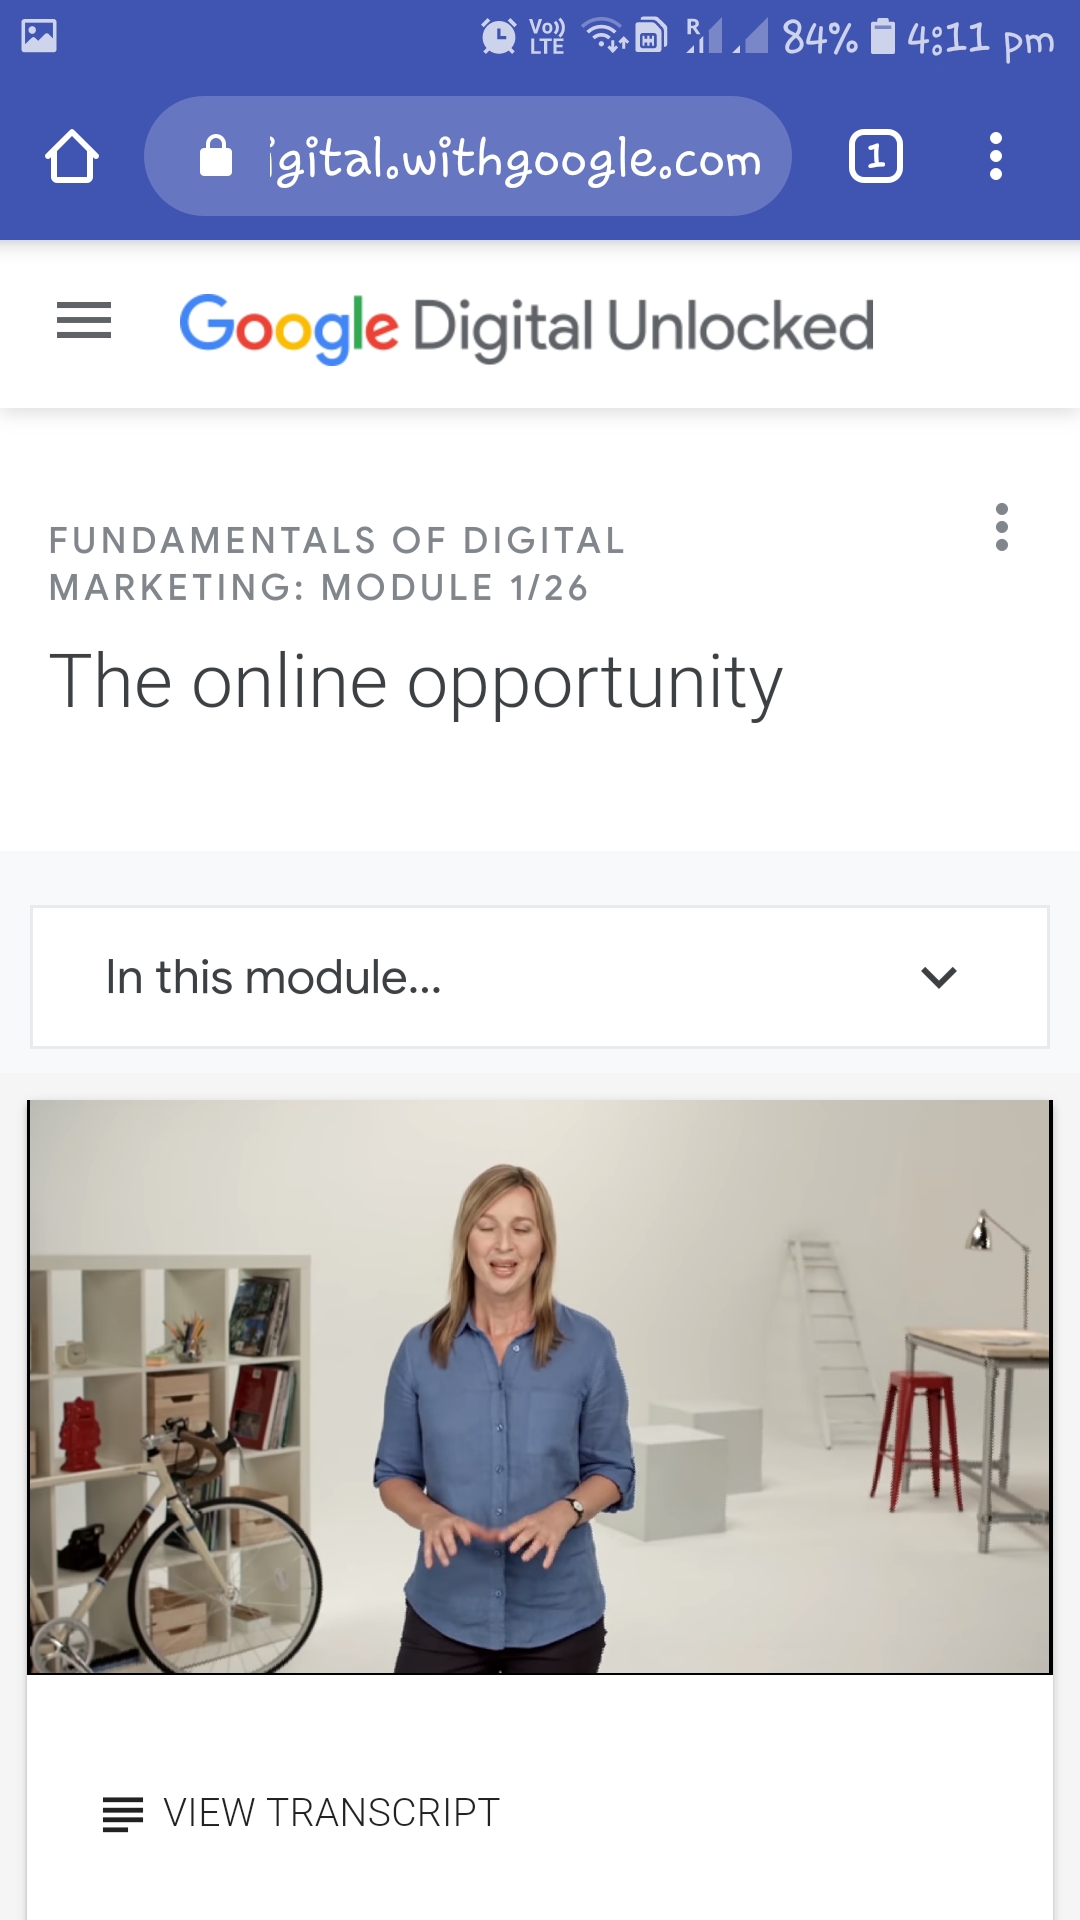 Vo)) LTE R 84% 4:11 pm
igital.withgoogle.com 1
Google Digital Unlocked
FUNDAMENTALS OF DIGITAL
MARKETING: MODULE 1/26
The online opportunity
In this module...
VIEW TRANSCRIPT